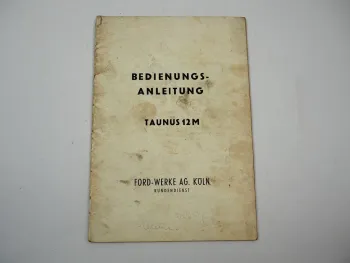 BEDIENUNGS-
ANLEITUNG
TAUNUS 12M
FORD-WERKE AG. KÖLN
KUNDENDIENST